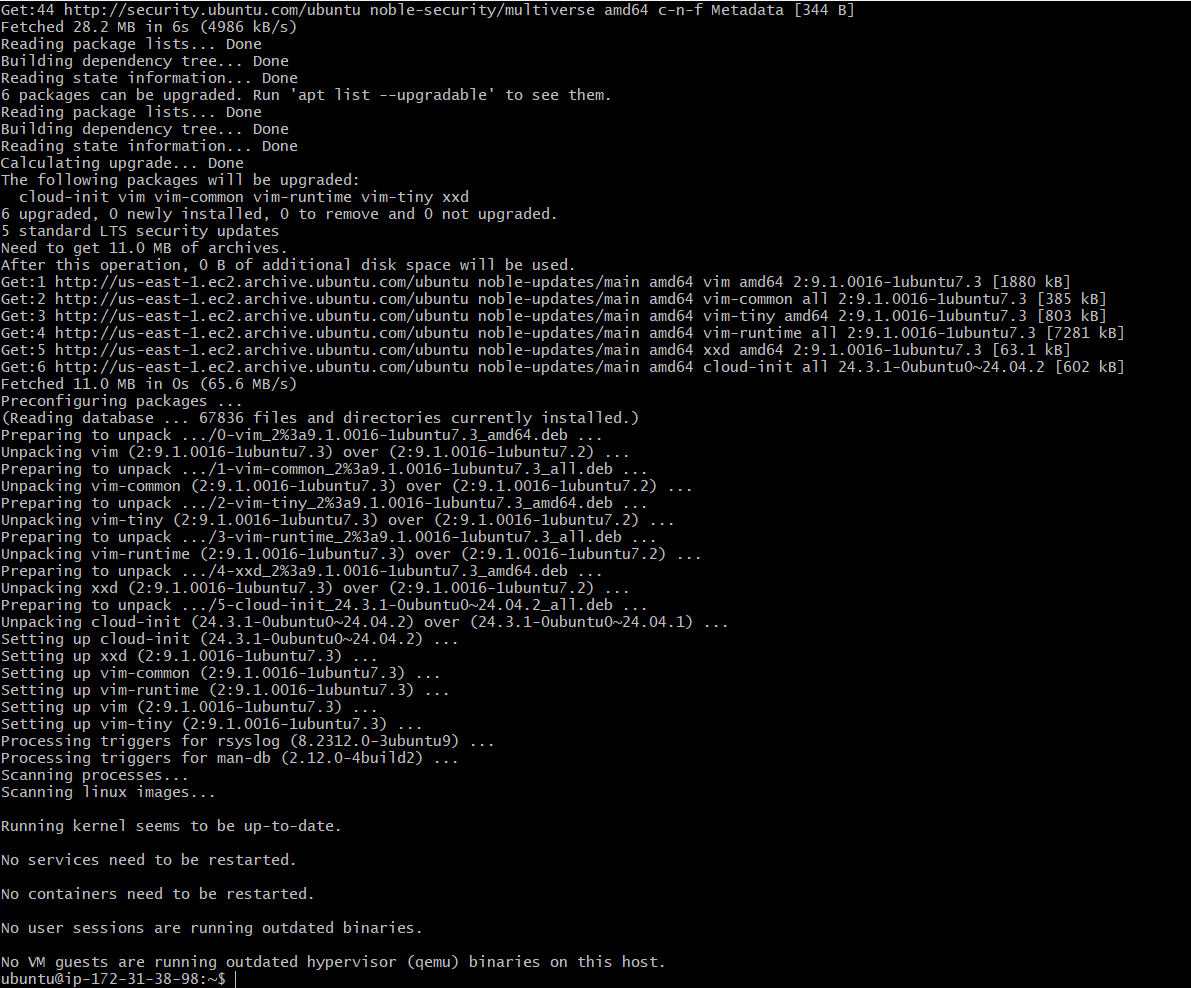 Get:44 http://security.ubuntu.com/ubuntu noble-security/multiverse amd64 c-n-f Metadata [344 B]
Fetched 28.2 MB in 6s (4986 kB/s)
Reading package lists... Done
Building dependency tree... Done
Reading state information... Done
6 packages can be upgraded. Run 'apt list --upgradable' to see them.
Reading package lists... Done
Building dependency tree... Done
Reading state information... Done
Calculating upgrade... Done
The following packages will be upgraded:
  cloud-init vim vim-common vim-runtime vim-tiny xxd
6 upgraded, 0 newly installed, 0 to remove and 0 not upgraded.
5 standard LTS security updates
Need to get 11.0 MB of archives.
After this operation, 0 B of additional disk space will be used.
Get:1 http://us-east-1.ec2.archive.ubuntu.com/ubuntu noble-updates/main amd64 vim amd64 2:9.1.0016-1ubuntu7.3 [1880 kB]
Get:2 http://us-east-1.ec2.archive.ubuntu.com/ubuntu noble-updates/main amd64 vim-common all 2:9.1.0016-1ubuntu7.3 [385 kB]
Get:3 http://us-east-1.ec2.archive.ubuntu.com/ubuntu noble-updates/main amd64 vim-tiny amd64 2:9.1.0016-1ubuntu7.3 [803 kB]
Get:4 http://us-east-1.ec2.archive.ubuntu.com/ubuntu noble-updates/main amd64 vim-runtime all 2:9.1.0016-1ubuntu7.3 [7281 kB]
Get:5 http://us-east-1.ec2.archive.ubuntu.com/ubuntu noble-updates/main amd64 xxd amd64 2:9.1.0016-1ubuntu7.3 [63.1 kB]
Get:6 http://us-east-1.ec2.archive.ubuntu.com/ubuntu noble-updates/main amd64 cloud-init all 24.3.1-0ubuntu0~24.04.2 [602 kB]
Fetched 11.0 MB in 0s (65.6 MB/s)
Preconfiguring packages ...
(Reading database ... 67836 files and directories currently installed.)
Preparing to unpack .../0-vim_2%3a9.1.0016-1ubuntu7.3_amd64.deb ...
Unpacking vim (2:9.1.0016-1ubuntu7.3) over (2:9.1.0016-1ubuntu7.2) ...
Preparing to unpack .../1-vim-common_2%3a9.1.0016-1ubuntu7.3_all.deb ...
Unpacking vim-common (2:9.1.0016-1ubuntu7.3) over (2:9.1.0016-1ubuntu7.2) ...
Preparing to unpack .../2-vim-tiny_2%3a9.1.0016-1ubuntu7.3_amd64.deb ...
Unpacking vim-tiny (2:9.1.0016-1ubuntu7.3) over (2:9.1.0016-1ubuntu7.2) ...
Preparing to unpack .../3-vim-runtime_2%3a9.1.0016-1ubuntu7.3_all.deb ...
Unpacking vim-runtime (2:9.1.0016-1ubuntu7.3) over (2:9.1.0016-1ubuntu7.2) ...
Preparing to unpack .../4-xxd_2%3a9.1.0016-1ubuntu7.3_amd64.deb ...
Unpacking xxd (2:9.1.0016-1ubuntu7.3) over (2:9.1.0016-1ubuntu7.2) ...
Preparing to unpack .../5-cloud-init_24.3.1-0ubuntu0~24.04.2_all.deb ...
Unpacking cloud-init (24.3.1-0ubuntu0~24.04.2) over (24.3.1-0ubuntu0~24.04.1) ...
Setting up cloud-init (24.3.1-0ubuntu0~24.04.2) ...
Setting up xxd (2:9.1.0016-1ubuntu7.3) ...
Setting up vim-common (2:9.1.0016-1ubuntu7.3) ...
Setting up vim-runtime (2:9.1.0016-1ubuntu7.3) ...
Setting up vim (2:9.1.0016-1ubuntu7.3) ...
Setting up vim-tiny (2:9.1.0016-1ubuntu7.3) ...
Processing triggers for rsyslog (8.2312.0-3ubuntu9) ...
Processing triggers for man-db (2.12.0-4build2) ...
Scanning processes...
Scanning linux images...
Running kernel seems to be up-to-date.
No services need to be restarted.
No containers need to be restarted.
No user sessions are running outdated binaries.
No VM guests are running outdated hypervisor (qemu) binaries on this host.
ubuntu@ip-172-31-38-98:~$